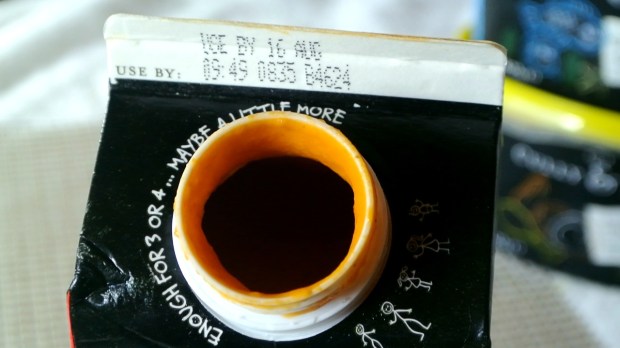 USE BY 16 AUG
USE BY: 09:49 0835 B4624
ENOUGH FOR 3 OR 4... MAYBE A LITTLE MORE